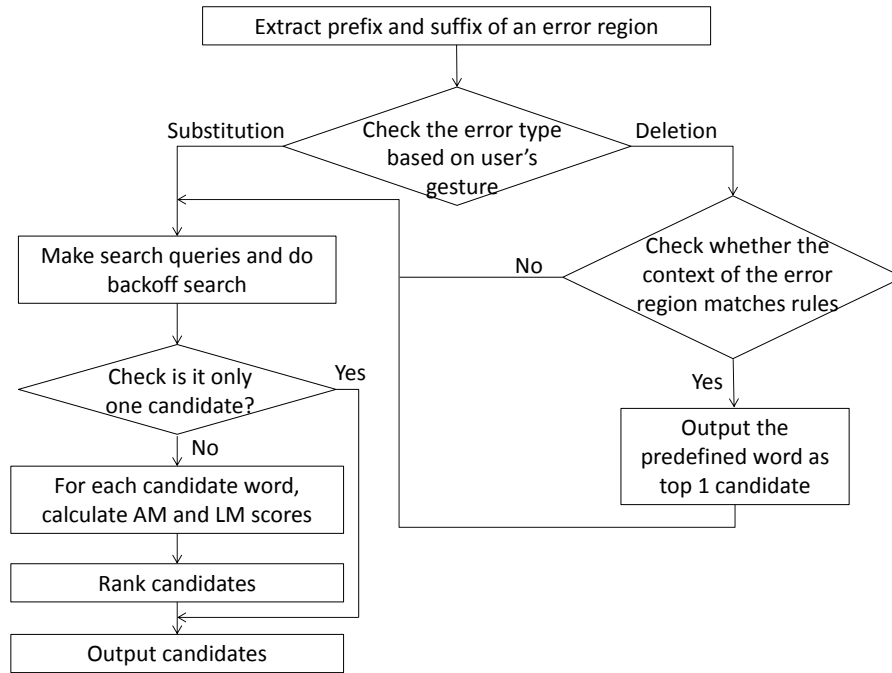 Extract prefix and suffix of an error region
Substitution
Check the error type
based on user's
gesture
Deletion
Make search queries and do
backoff search
No
Check whether the
context of the error
region matches rules
Check is it only
one candidate?
Yes
Yes
No
Output the
predefined word as
top 1 candidate
For each candidate word,
calculate AM and LM scores
Rank candidates
Output candidates